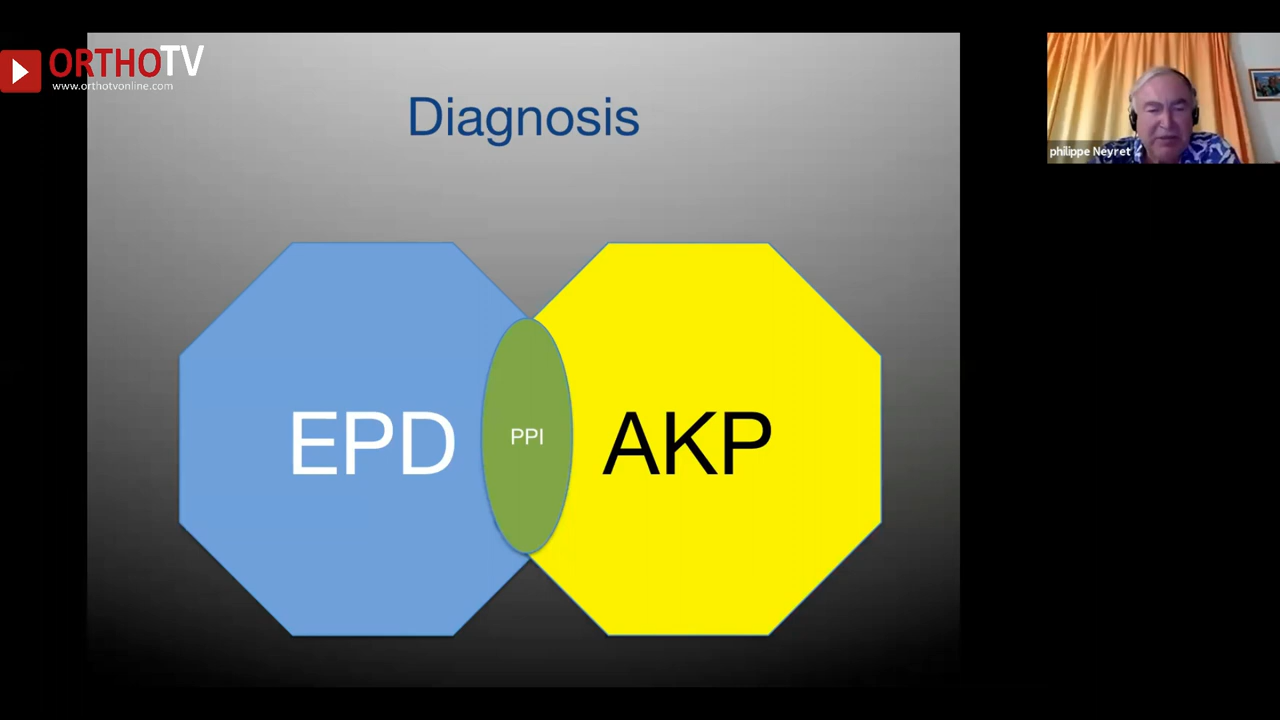 ORTHOTV
www.orthotvonline.com
Diagnosis
philippe Neyret
EPD
PPI
AKP